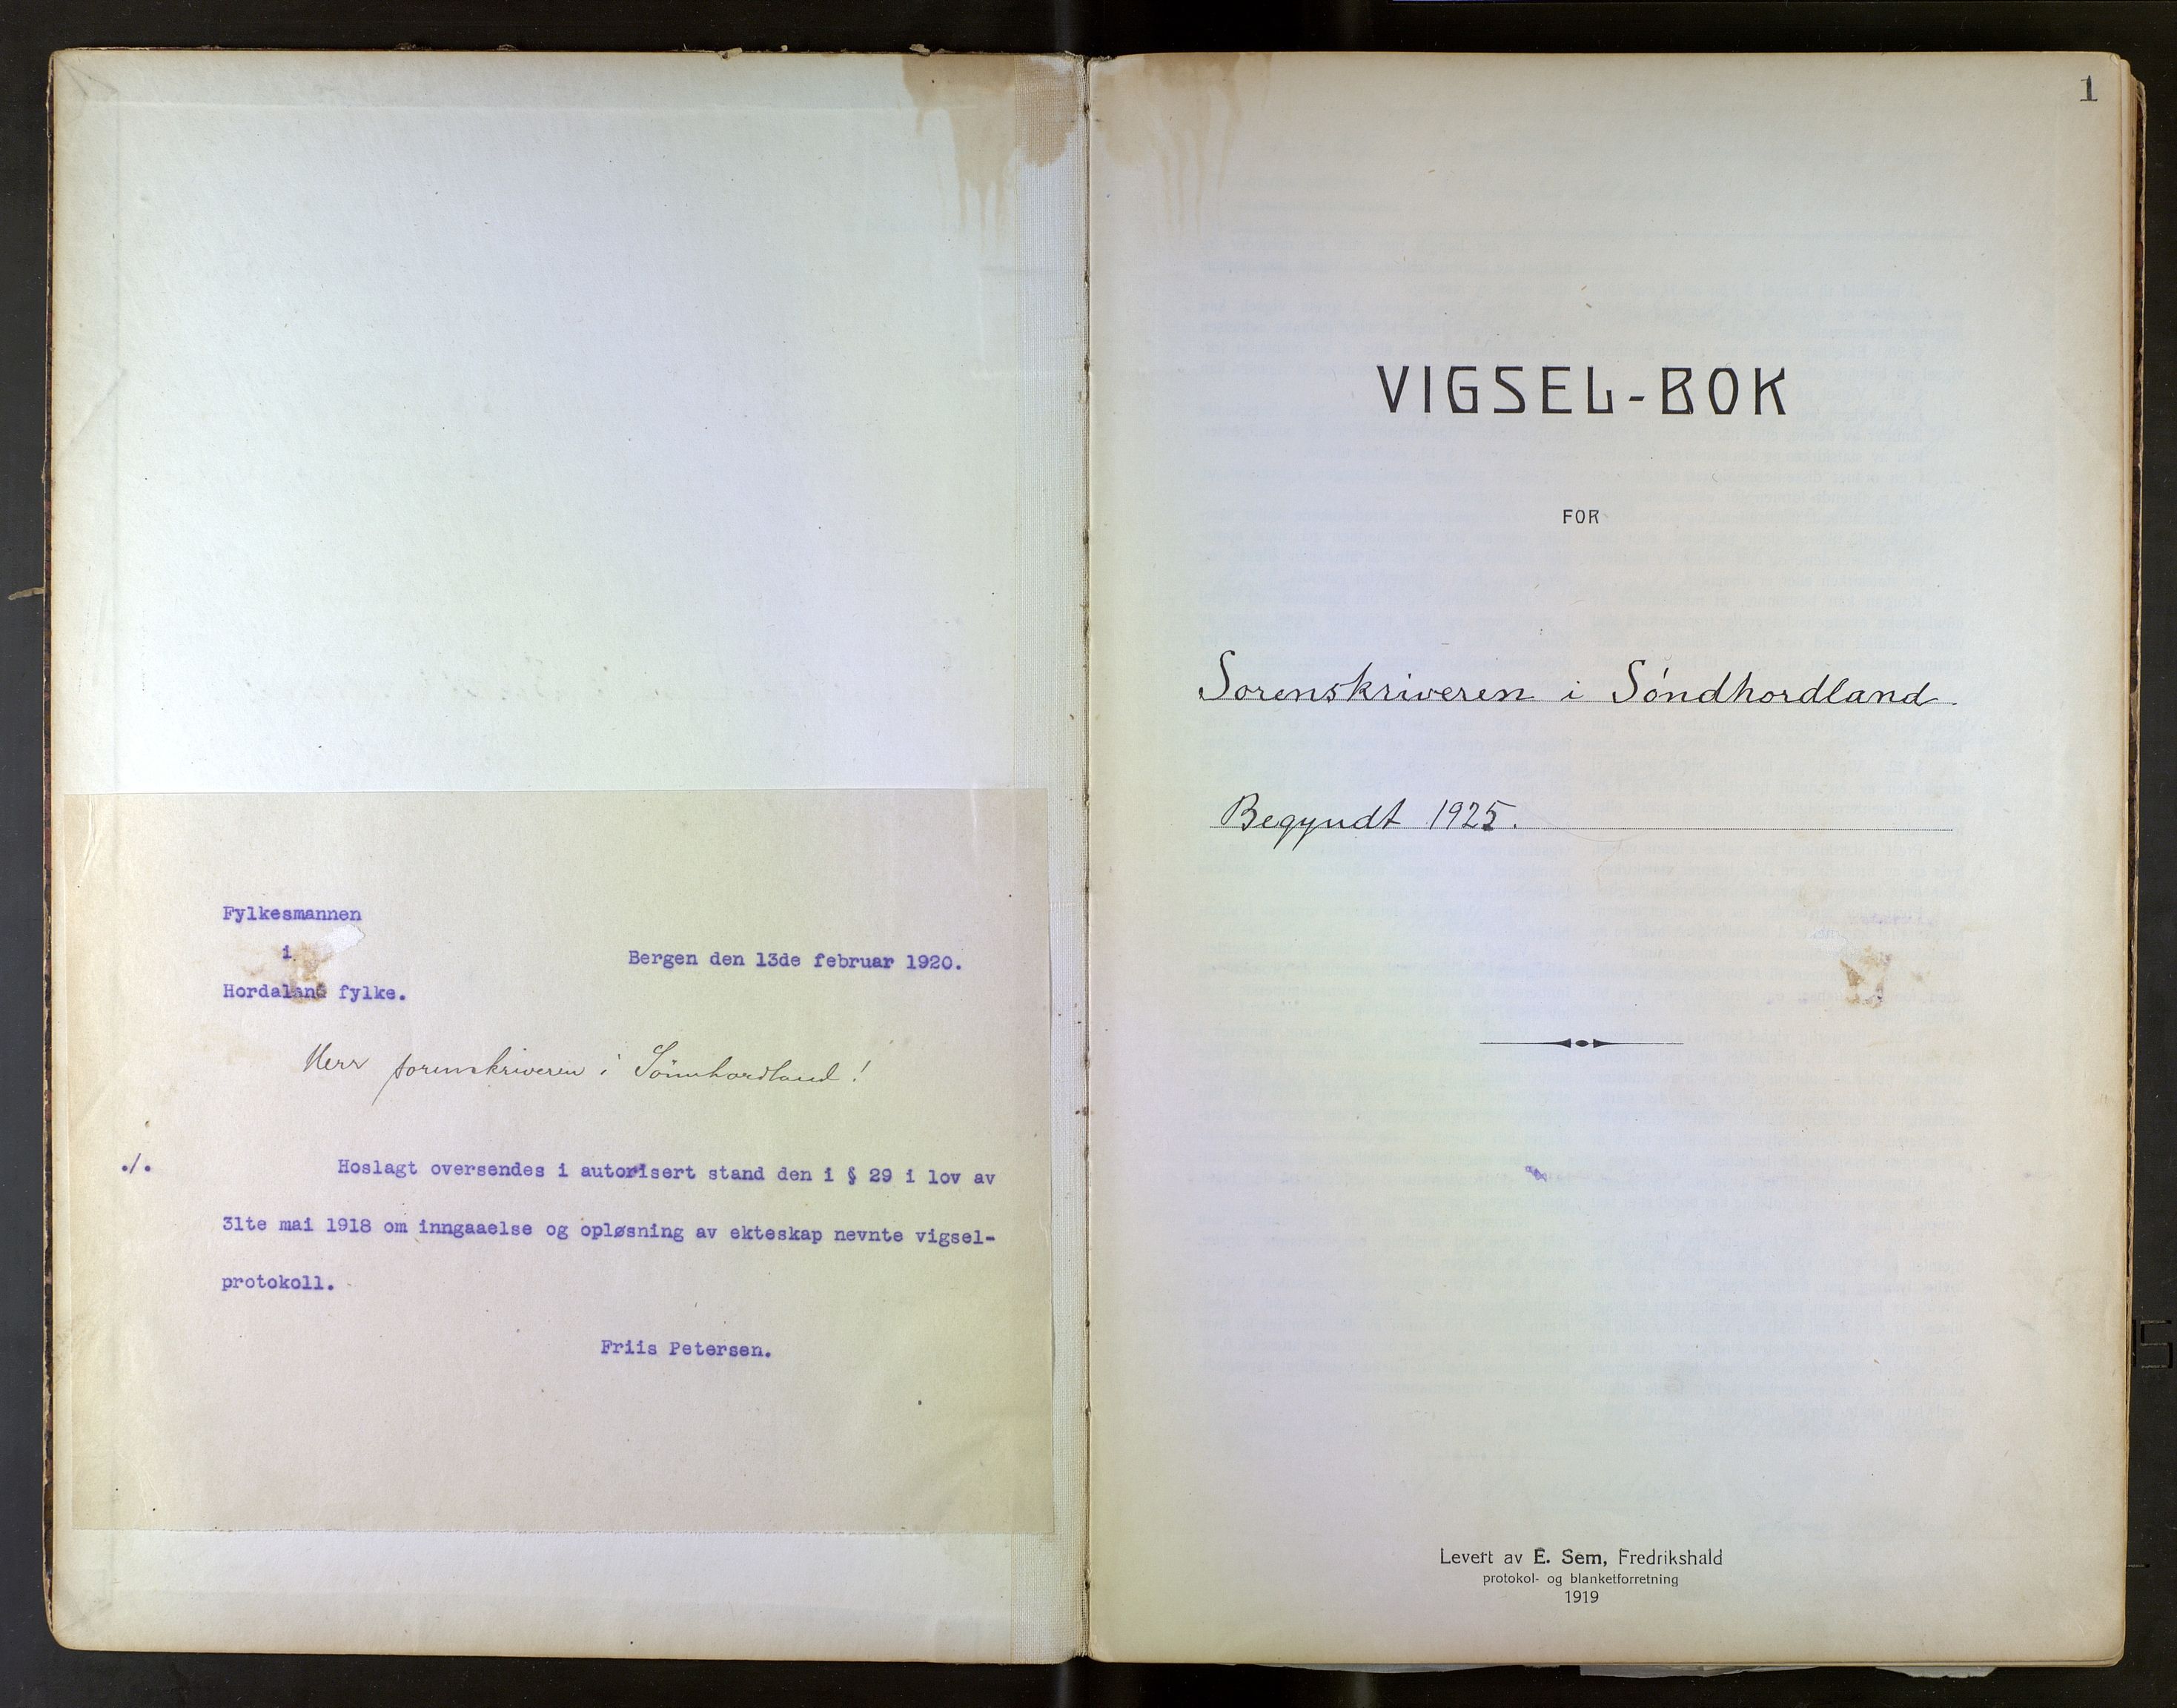 Fylkesmannen
i
Hordaland fylke.
Bergen den 13de februar 1920.
Herr sorenskriveren i Sönnhordland!
./. Hoslagt oversendes i autorisert stand den i § 29 i lov av
31te mai 1918 om inngaaelse og opløsning av ekteskap nevnte vigsel-
protokoll.
Friis Petersen.
1
VIGSEL-BOK
FOR
Sorenskriveren i Söndhordland.
Begyndt 1925.
Levert av E. Sem, Fredrikshald
protokol- og blanketforretning
1919